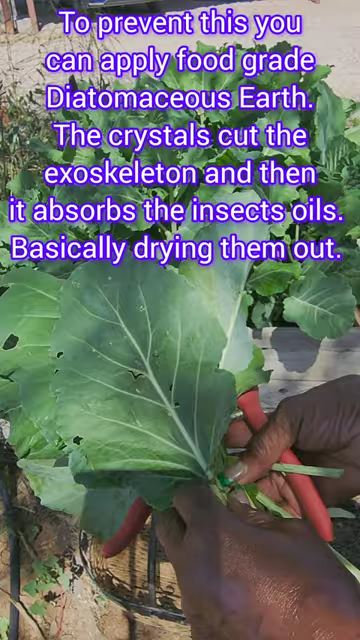 To prevent this you
can apply food grade
Diatomaceous Earth.
The crystals cut the
exoskeleton and then
it absorbs the insects oils.
Basically drying them out.